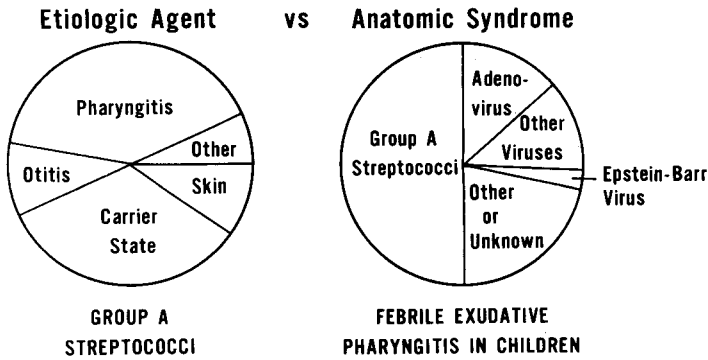 Etiologic Agent vs Anatomic Syndrome
Pharyngitis
Other
Otitis
Skin
Carrier
State
GROUP A
STREPTOCOCCI
Adeno-
virus
Other
Viruses
Group A
Streptococci
Epstein-Barr
Virus
Other
or
Unknown
FEBRILE EXUDATIVE
PHARYNGITIS IN CHILDREN